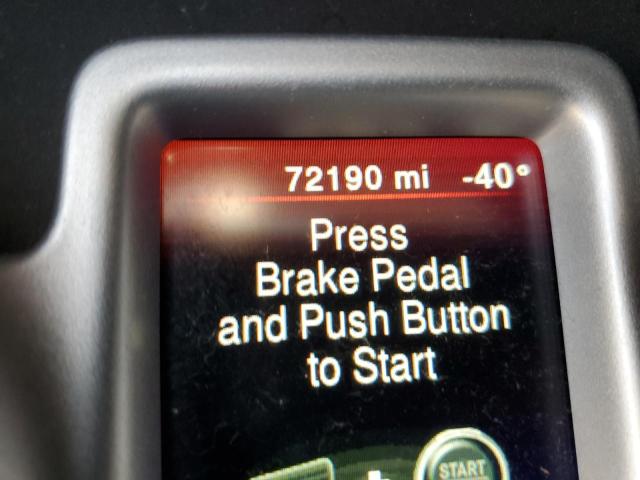 72190 mi -40°
Press
Brake Pedal
and Push Button
to Start
START